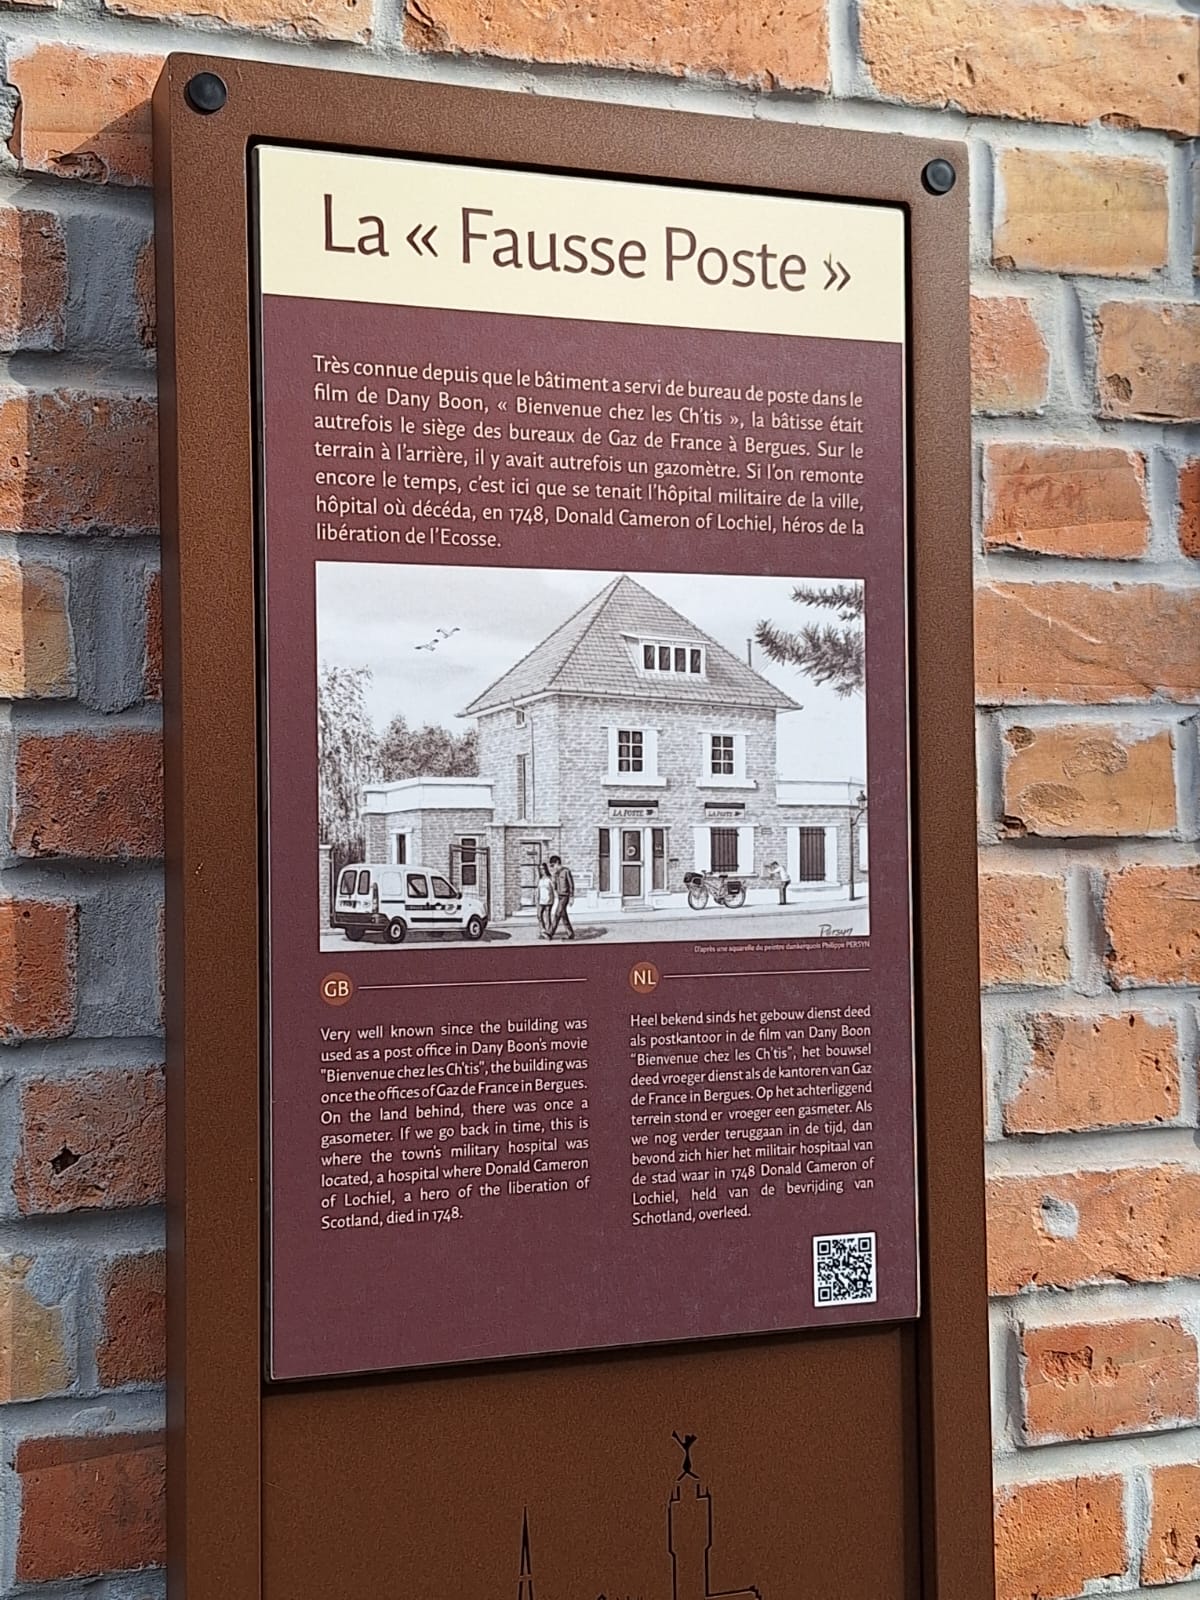 La « Fausse Poste »
Très connue depuis que le bâtiment a servi de bureau de poste dans le
film de Dany Boon, « Bienvenue chez les Ch'tis », la bâtisse était
autrefois le siège des bureaux de Gaz de France à Bergues. Sur le
terrain à l'arrière, il y avait autrefois un gazomètre. Si l'on remonte
encore le temps, c'est ici que se tenait l'hôpital militaire de la ville,
hôpital où décéda, en 1748, Donald Cameron of Lochiel, héros de la
libération de l'Ecosse.
LA POSTE
LA POSTE
Persyn
D'après une aquarelle du peintre dunkerquois Philippe PERSYN
GB
Very well known since the building was
used as a post office in Dany Boon's movie
"Bienvenue chez les Ch'tis", the building was
once the offices of Gaz de France in Bergues.
On the land behind, there was once a
gasometer. If we go back in time, this is
where the town's military hospital was
located, a hospital where Donald Cameron
of Lochiel, a hero of the liberation of
Scotland, died in 1748.
NL
Heel bekend sinds het gebouw dienst deed
als postkantoor in de film van Dany Boon
"Bienvenue chez les Ch'tis", het bouwsel
deed vroeger dienst als de kantoren van Gaz
de France in Bergues. Op het achterliggend
terrein stond er vroeger een gasmeter. Als
we nog verder teruggaan in de tijd, dan
bevond zich hier het militair hospitaal van
de stad waar in 1748 Donald Cameron of
Lochiel, held van de bevrijding van
Schotland, overleed.